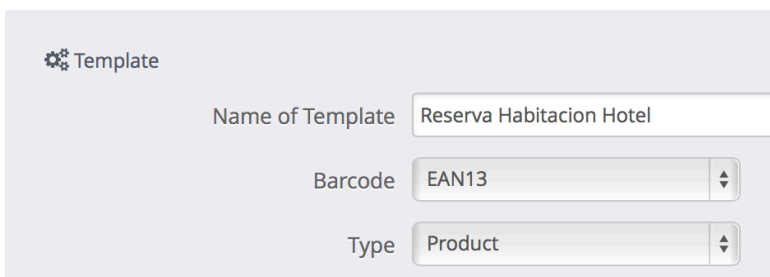 Template
Name of Template Reserva Habitacion Hotel
Barcode EAN13
Type Product